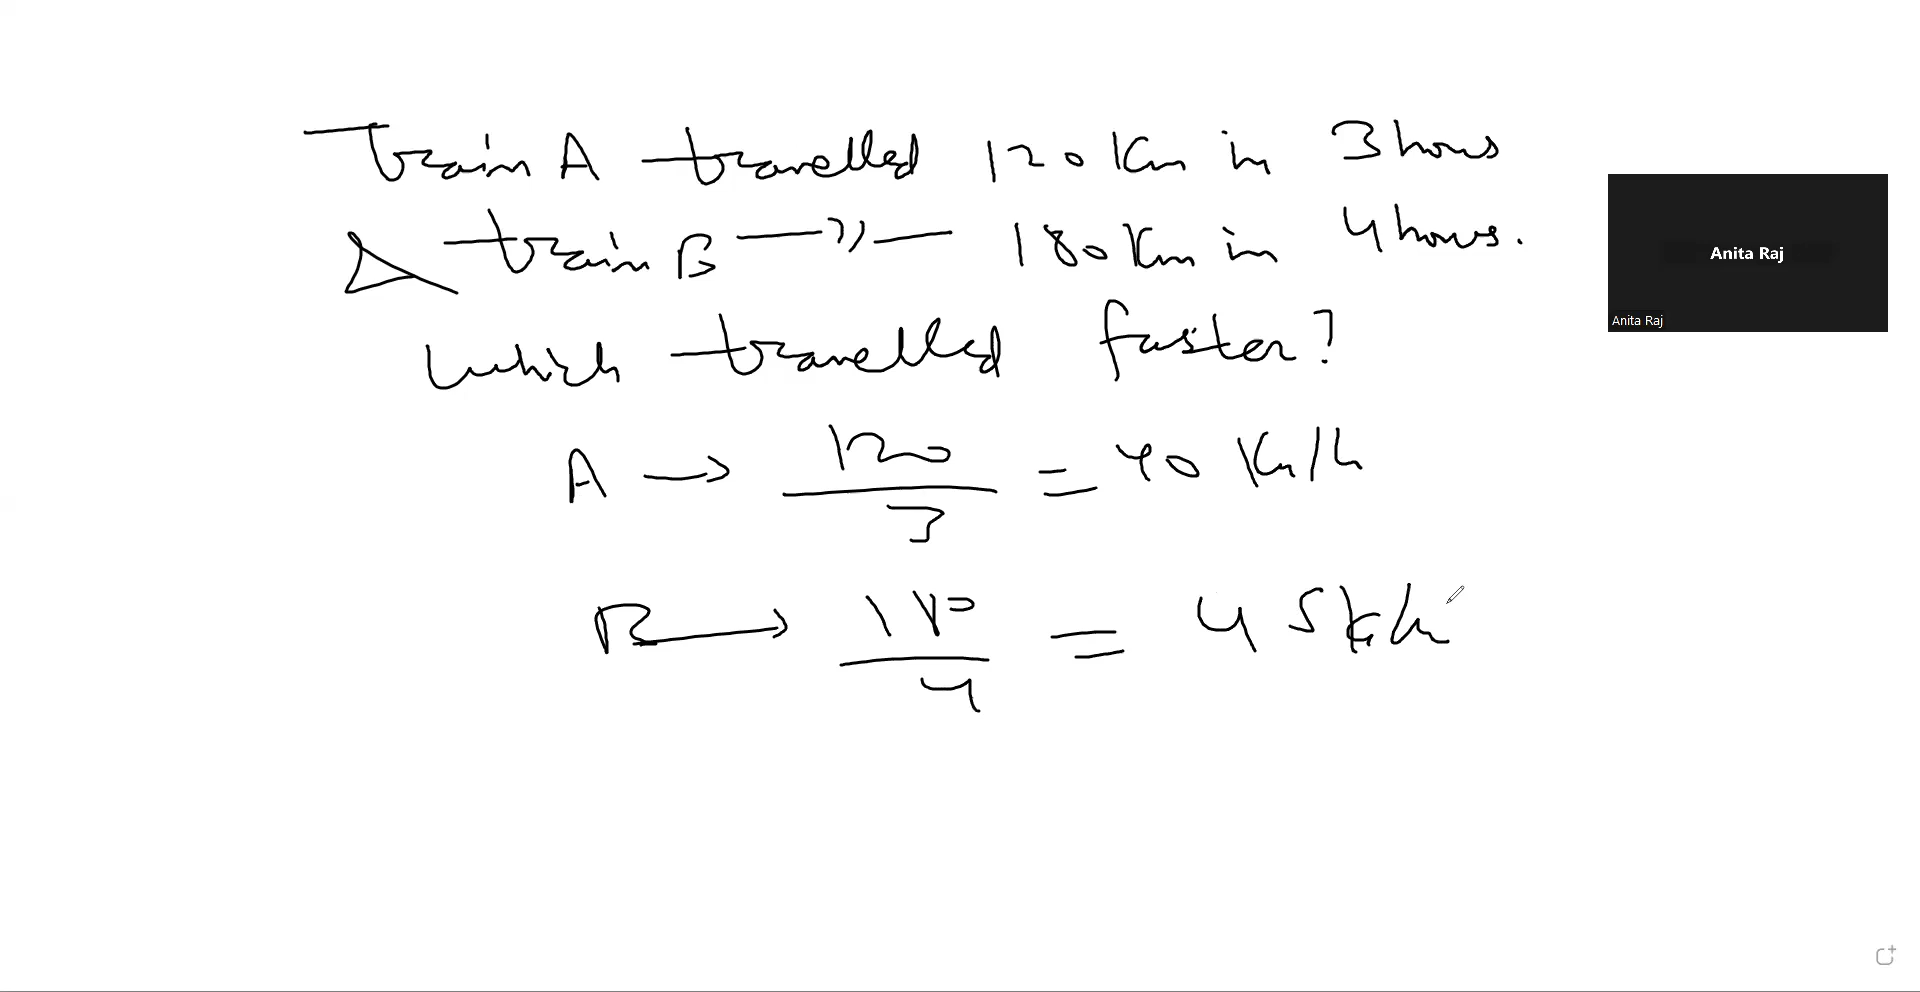 Train A travelled 120 Km in 3 hours
& train B —〃— 180 Km in 4 hours.
which travelled faster?
A → 120/3 = 40 Km/h
B → 180/4 = 45 km/h
Anita Raj
Anita Raj